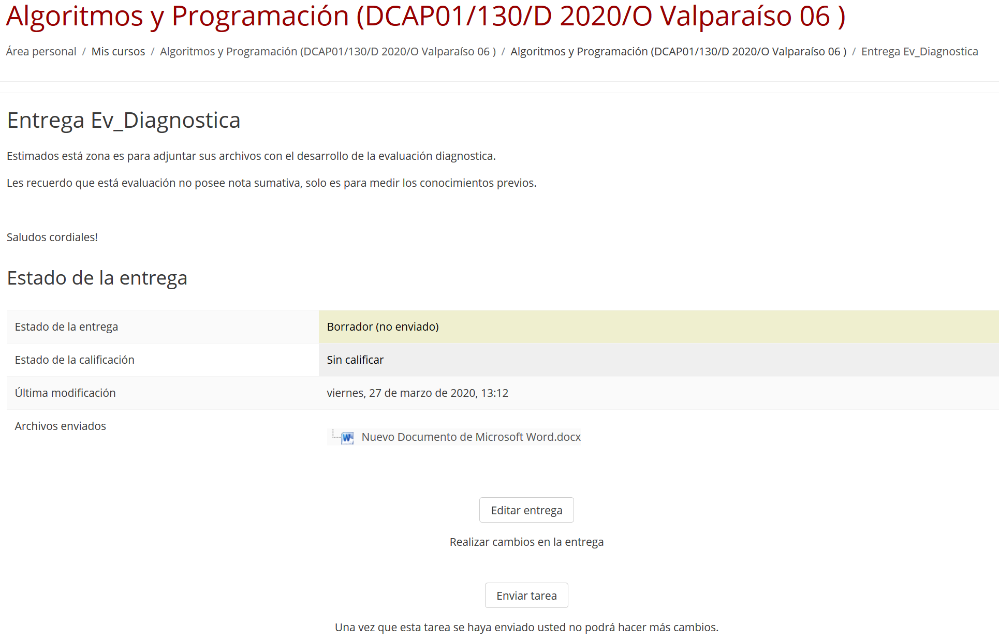 Algoritmos y Programación (DCAP01/130/D 2020/O Valparaíso 06 )
Área personal / Mis cursos / Algoritmos y Programación (DCAP01/130/D 2020/O Valparaíso 06 ) / Algoritmos y Programación (DCAP01/130/D 2020/O Valparaíso 06 ) / Entrega Ev_Diagnostica
Entrega Ev_Diagnostica
Estimados está zona es para adjuntar sus archivos con el desarrollo de la evaluación diagnostica.
Les recuerdo que está evaluación no posee nota sumativa, solo es para medir los conocimientos previos.
Saludos cordiales!
Estado de la entrega
Estado de la entrega Borrador (no enviado)
Estado de la calificación Sin calificar
Última modificación viernes, 27 de marzo de 2020, 13:12
Archivos enviados
Nuevo Documento de Microsoft Word.docx
Editar entrega
Realizar cambios en la entrega
Enviar tarea
Una vez que esta tarea se haya enviado usted no podrá hacer más cambios.